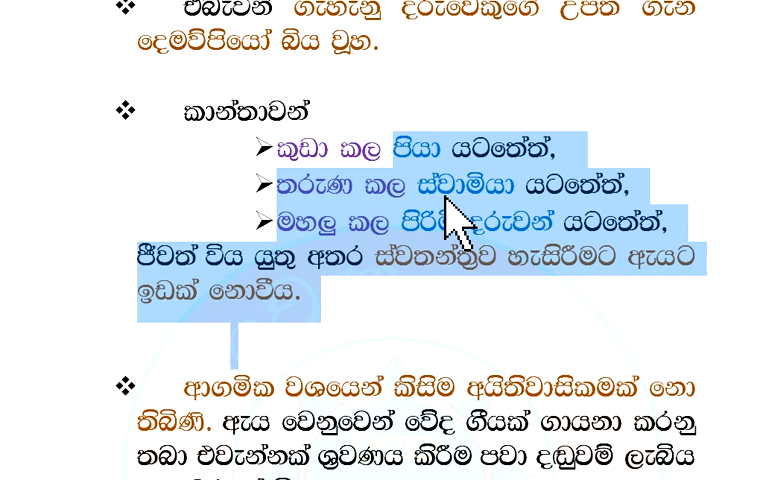 ❖ එබැවින් ගැහැනු දරුවෙකුගේ උපත ගැන
දෙමව්පියෝ බිය වූහ.
❖ කාන්තාවන්
➢කුඩා කල පියා යටතේත්,
➢තරුණ කල ස්වාමියා යටතේත්,
➢මහලු කල පිරිමි දරුවන් යටතේත්,
ජීවත් විය යුතු අතර ස්වතන්ත්‍රව හැසිරීමට ඇයට
ඉඩක් නොවීය.
❖ ආගමික වශයෙන් කිසිම අයිතිවාසිකමක් නො
තිබිණි. ඇය වෙනුවෙන් වේද ගීයක් ගායනා කරනු
තබා එවැන්නක් ශ්‍රවණය කිරීම පවා දඬුවම් ලැබිය